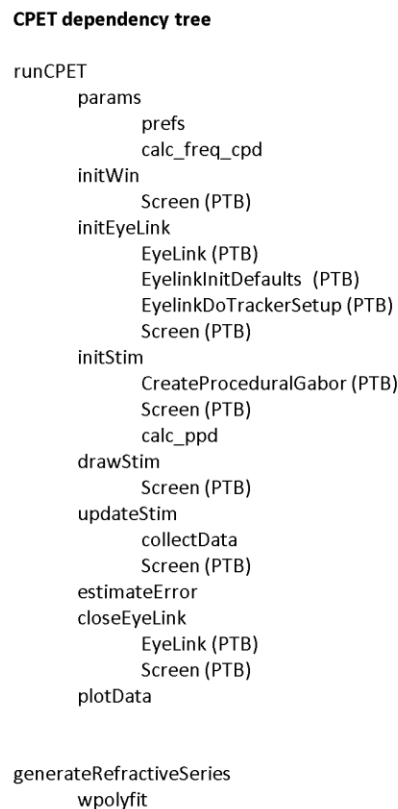 CPET dependency tree
runCPET
params
prefs
calc_freq_cpd
initWin
Screen (PTB)
initEyeLink
EyeLink (PTB)
EyelinkInitDefaults (PTB)
EyelinkDoTrackerSetup (PTB)
Screen (PTB)
initStim
CreateProceduralGabor (PTB)
Screen (PTB)
calc_ppd
drawStim
Screen (PTB)
updateStim
collectData
Screen (PTB)
estimateError
closeEyeLink
EyeLink (PTB)
Screen (PTB)
plotData
generateRefractiveSeries
wpolyfit